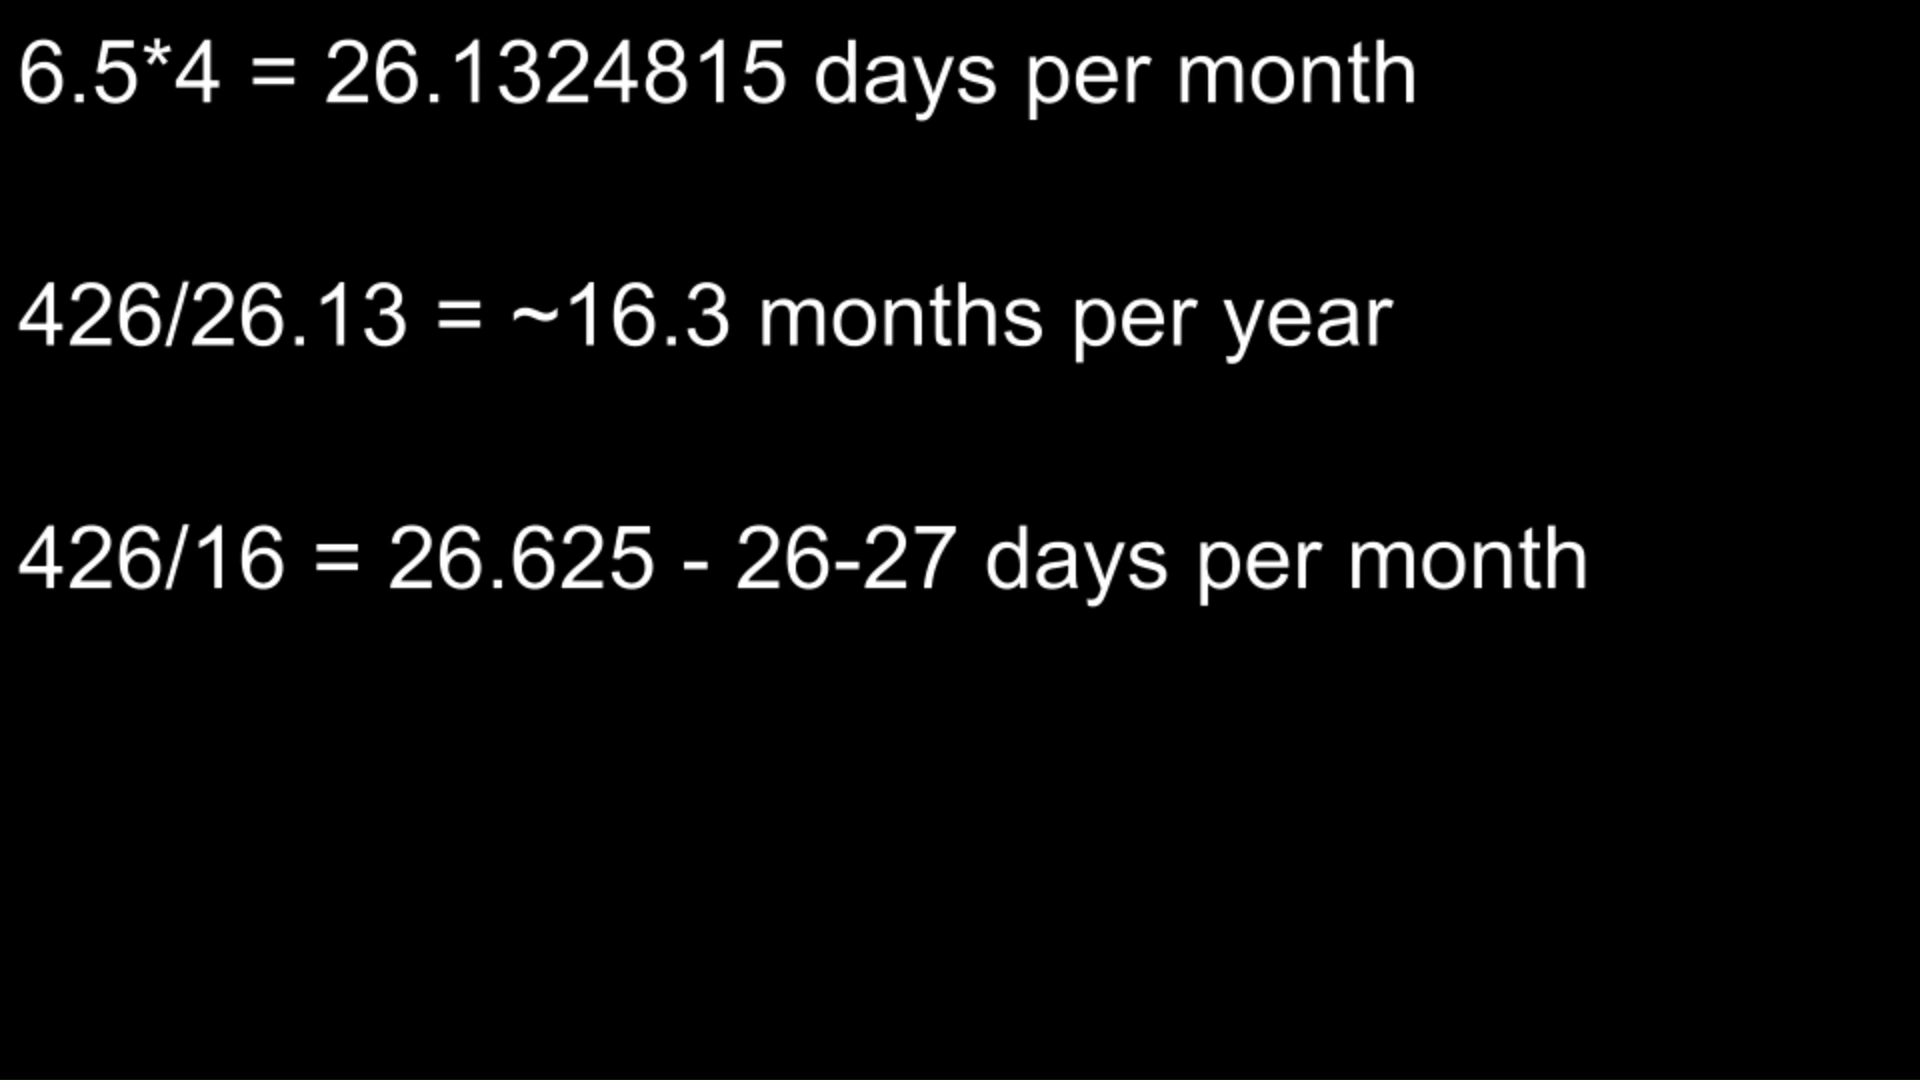 6.5*4 = 26.1324815 days per month
426/26.13 = ~16.3 months per year
426/16 = 26.625 - 26-27 days per month